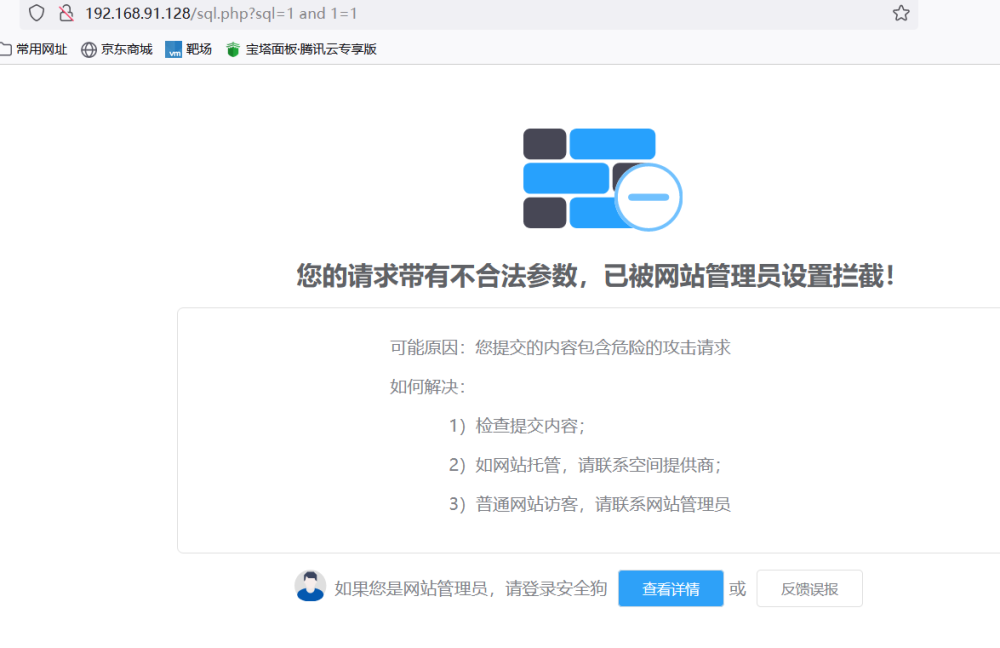 192.168.91.128/sql.php?sql=1 and 1=1
常用网址 京东商城 vm 靶场 宝塔面板·腾讯云专享版
您的请求带有不合法参数，已被网站管理员设置拦截！
可能原因：您提交的内容包含危险的攻击请求
如何解决：
1）检查提交内容；
2）如网站托管，请联系空间提供商；
3）普通网站访客，请联系网站管理员
如果您是网站管理员，请登录安全狗 查看详情 或 反馈误报